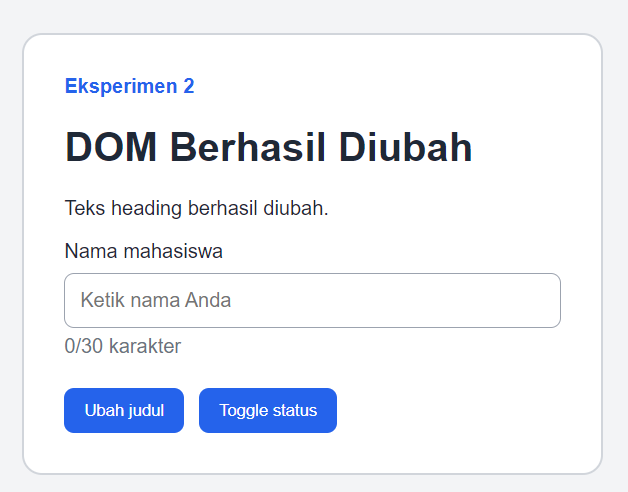 Eksperimen 2
DOM Berhasil Diubah
Teks heading berhasil diubah.
Nama mahasiswa
Ketik nama Anda
0/30 karakter
Ubah judul Toggle status